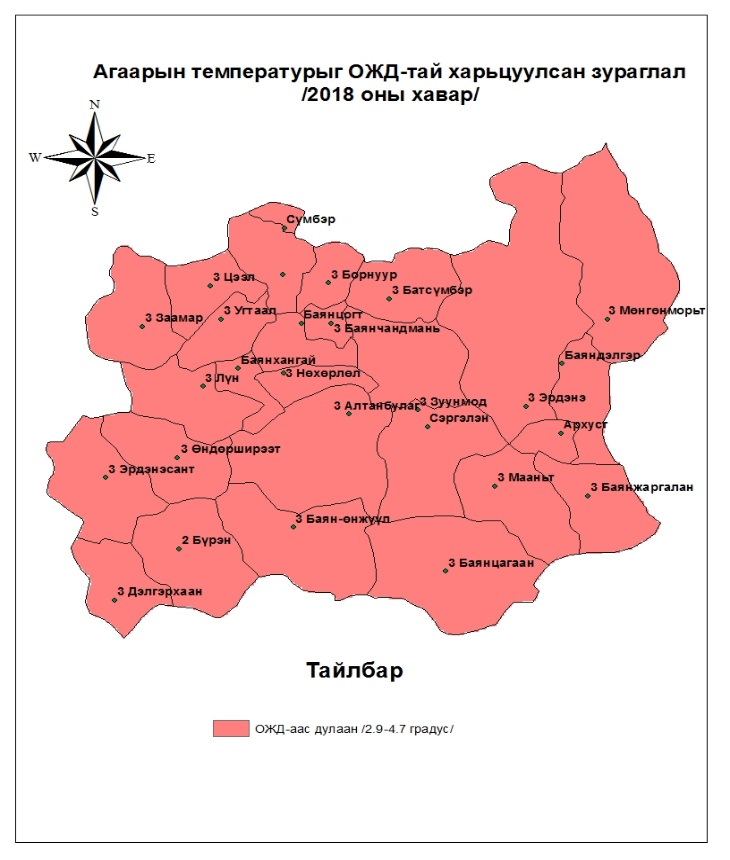 Агаарын температурыг ОЖД-тай харьцуулсан зураглал
/2018 оны хавар/
N
W
E
S
Сүмбэр
3 Цээл
3 Борнуур
3 Батсүмбэр
3 Заамар
3 Угтаал
Баянцогт
3 Баянчандмань
3 Мөнгөнморьт
Баянхангай
3 Нөхөрлөл
3 Лүн
Баяндэлгэр
3 Алтанбулаг
3 Зуунмод
3 Эрдэнэ
Сэргэлэн
Архуст
3 Өндөрширээт
3 Эрдэнэсант
3 Мааньт
3 Баянжаргалан
3 Баян-өнжүүл
2 Бүрэн
3 Баянцагаан
3 Дэлгэрхаан
Тайлбар
ОЖД-аас дулаан /2.9-4.7 градус/